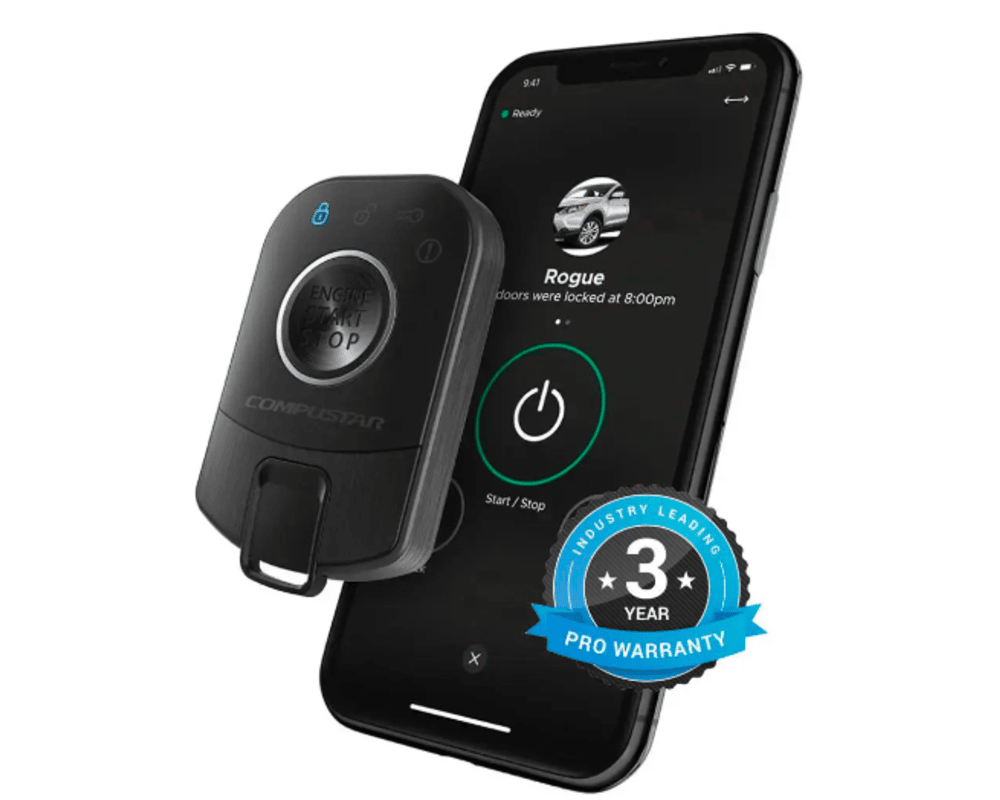 9:41
Ready
Rogue
doors were locked at 8:00pm
Start / Stop
X
ENGINE
START
STOP
COMPUSTAR
INDUSTRY LEADING
3
YEAR
PRO WARRANTY